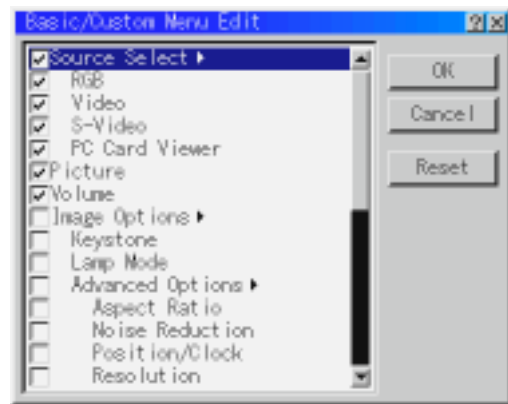 Basic/Custom Menu Edit
Source Select
RGB
Video
S-Video
PC Card Viewer
Picture
Volume
Image Options
Keystone
Lamp Mode
Advanced Options
Aspect Ratio
Noise Reduction
Position/Clock
Resolution
OK
Cancel
Reset